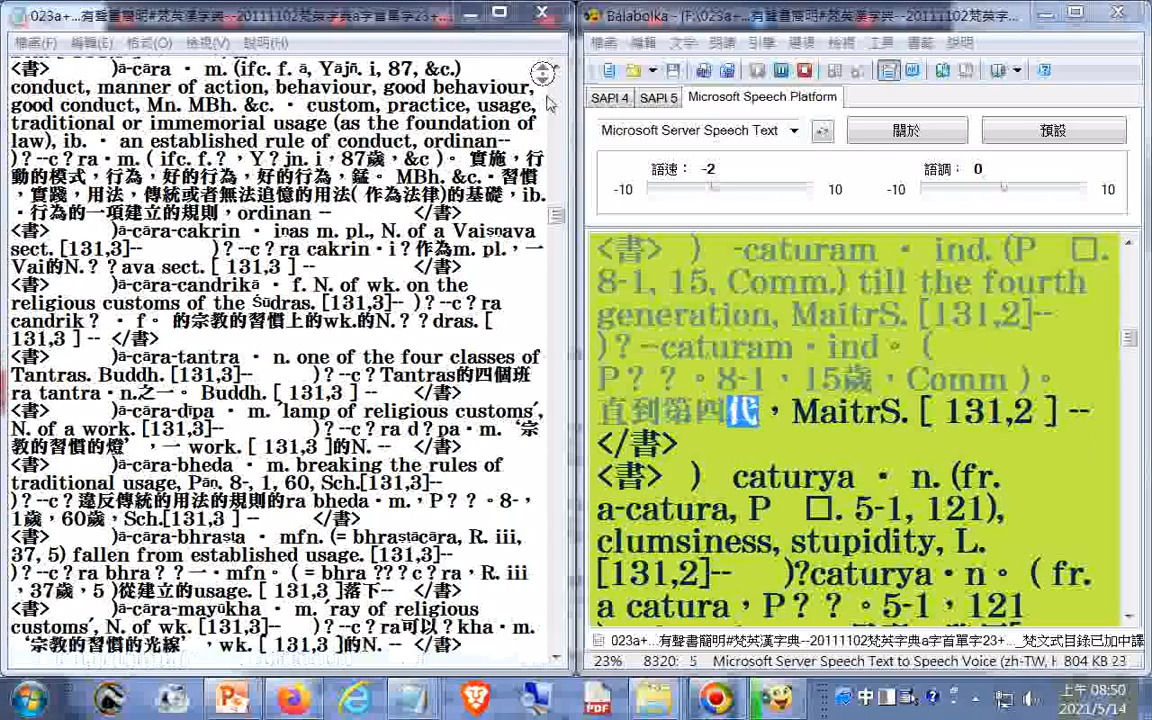 023a+...有聲書簡明#梵英漢字典--20111102梵英字典a字首單字23+...
檔案(F) 編輯(E) 格式(O) 檢視(V) 說明(H)
〈書〉 )ā-cāra · m. (ifc. f. ā, Yājñ. i, 87, &c.)
conduct, manner of action, behaviour, good behaviour,
good conduct, Mn. MBh. &c. · custom, practice, usage,
traditional or immemorial usage (as the foundation of
law), ib. · an established rule of conduct, ordinan--
)?--c?ra·m. ( ifc. f.?,Y?jn. i,87歲,&c )。 實施,行
動的模式,行為,好的行為,好的行為,錳。 MBh. &c.·習慣
,實踐,用法,傳統或者無法追憶的用法( 作為法律)的基礎,ib.
·行為的一項建立的規則,ordinan -- </書〉
〈書〉 )ā-cāra-cakrin · iṇas m. pl., N. of a Vaiṣṇava
sect. [131,3]-- )?--c?ra cakrin·i?作為m. pl.,一
Vai的N.??ava sect. [ 131,3 ] -- </書〉
〈書〉 )ā-cāra-candrikā · f. N. of wk. on the
religious customs of the Śūdras. [131,3]-- )?--c?ra
candrik? · f。 的宗教的習慣上的wk.的N.??dras. [
131,3 ] -- </書〉
〈書〉 )ā-cāra-tantra · n. one of the four classes of
Tantras. Buddh. [131,3]-- )?--c?Tantras的四個班
ra tantra·n.之一。 Buddh. [ 131,3 ] -- </書〉
〈書〉 )ā-cāra-dīpa · m. 'lamp of religious customs',
N. of a work. [131,3]-- )?--c?ra d?pa·m.‘宗
教的習慣的燈’,一 work. [ 131,3 ]的N. -- </書〉
〈書〉 )ā-cāra-bheda · m. breaking the rules of
traditional usage, Pāṇ. 8-, 1, 60, Sch.[131,3]--
)?--c?違反傳統的用法的規則的ra bheda·m.,P??。8-,
1歲,60歲,Sch.[131,3 ] -- </書〉
〈書〉 )ā-cāra-bhraṣṭa · mfn. (= bhraṣṭācāra, R. iii,
37, 5) fallen from established usage. [131,3]--
)?--c?ra bhra??一·mfn。 ( = bhra???c?ra,R. iii
,37歲,5 )從建立的usage. [ 131,3 ]落下-- </書〉
〈書〉 )ā-cāra-mayūkha · m. 'ray of religious
customs', N. of wk. [131,3]-- )?--c?ra可以?kha·m.
‘宗教的習慣的光線’,wk. [ 131,3 ]的N. -- </書〉
Balabolka - [F:\023a+...有聲書簡明#梵英漢字典--20111102梵英字
檔案 編輯 文字 朗讀 引擎 選項 檢視 工具 書籤 說明
SAPI 4 SAPI 5 Microsoft Speech Platform
Microsoft Server Speech Text 關於 預設
語速: -2 語調: 0
-10 10 -10 10
〈書〉 ) -caturam · ind. (P □.
8-1, 15, Comm.) till the fourth
generation, MaitrS. [131,2]--
)? --caturam·ind。 (
P??。8-1,15歲,Comm )。
直到第四代,MaitrS. [ 131,2 ] --
</書〉
〈書〉 ) caturya · n. (fr.
a-catura, P □. 5-1, 121),
clumsiness, stupidity, L.
[131,2]-- )?caturya·n。 ( fr.
a catura,P??。5-1,121
023a+...有聲書簡明#梵英漢字典--20111102梵英字典a字首單字23+..._梵文式目錄已加中譯
23% 8320: 5 Microsoft Server Speech Text to Speech Voice (zh-TW, H 804 KB 23
中
上午 08:50
2021/5/14